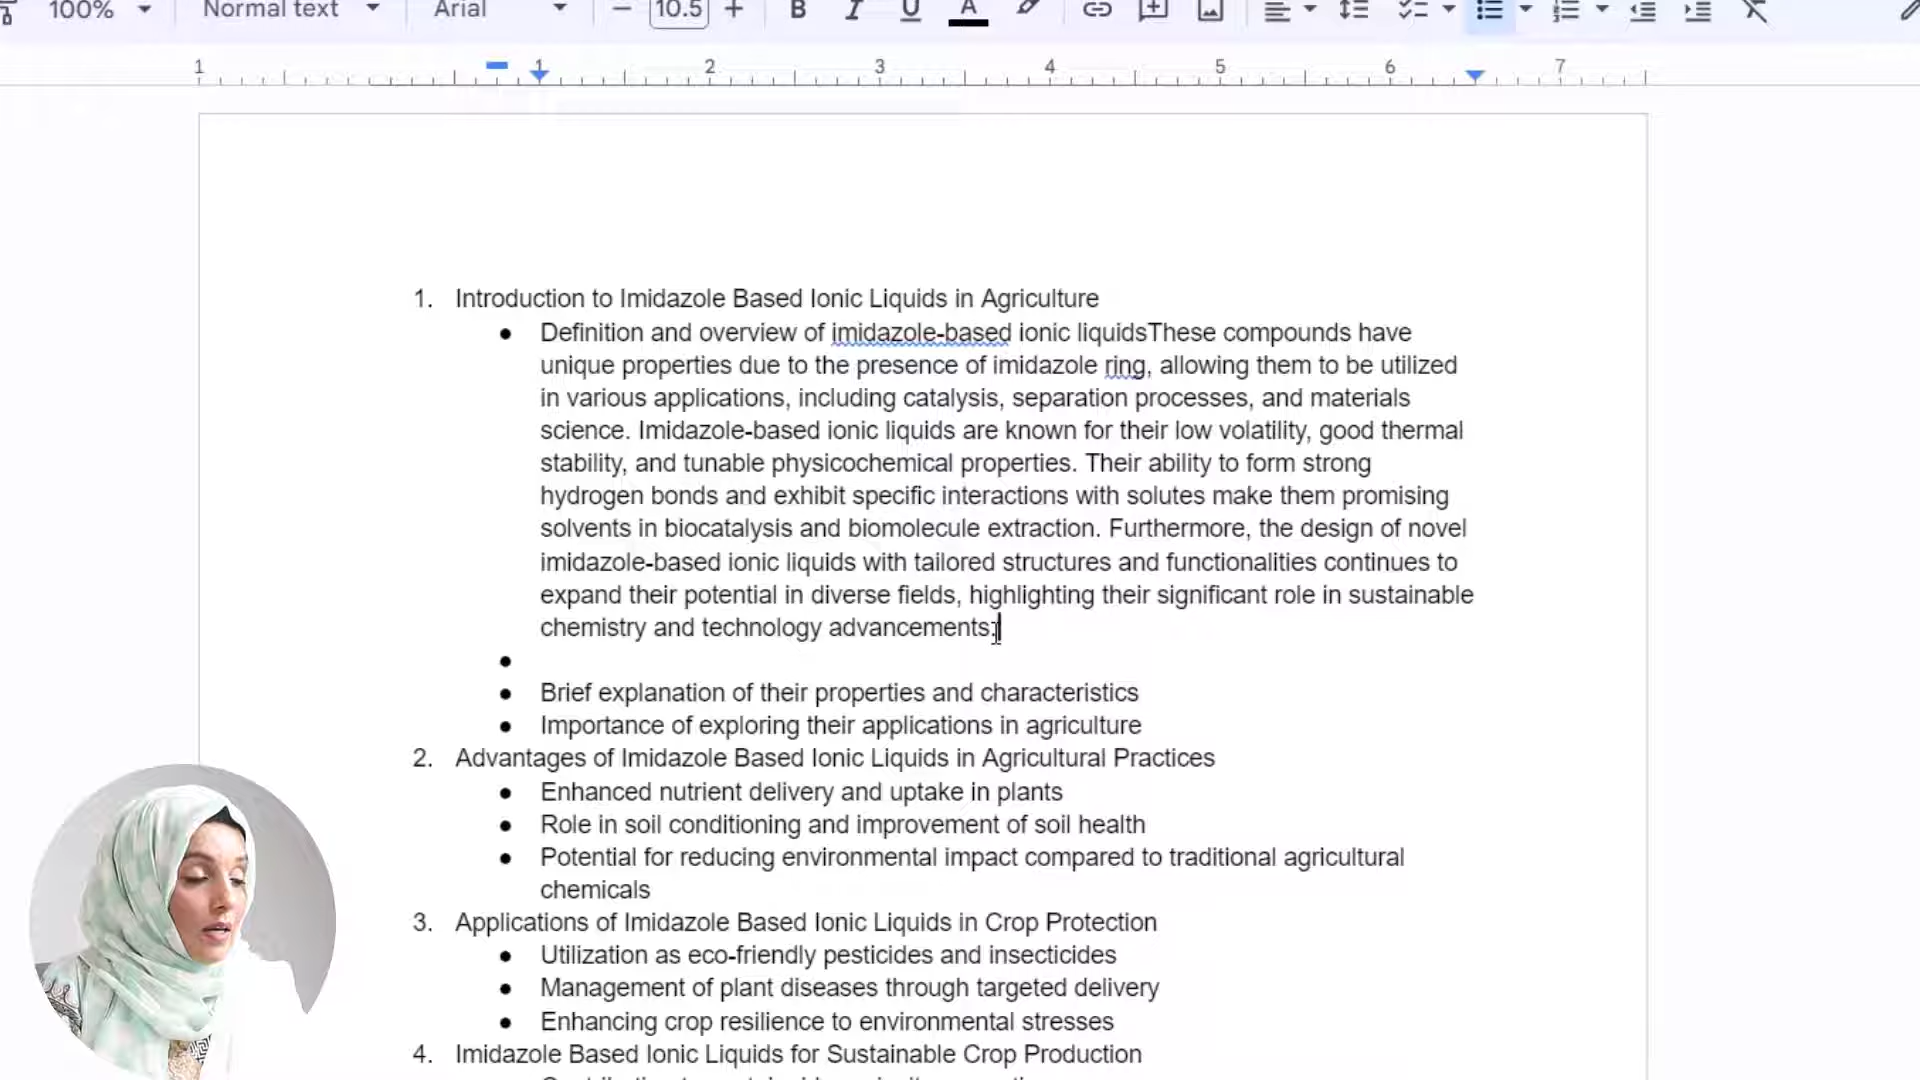 100% Normal text Arial 10.5 B I U A
1 1 2 3 4 5 6 7
1. Introduction to Imidazole Based Ionic Liquids in Agriculture
● Definition and overview of imidazole-based ionic liquidsThese compounds have
unique properties due to the presence of imidazole ring, allowing them to be utilized
in various applications, including catalysis, separation processes, and materials
science. Imidazole-based ionic liquids are known for their low volatility, good thermal
stability, and tunable physicochemical properties. Their ability to form strong
hydrogen bonds and exhibit specific interactions with solutes make them promising
solvents in biocatalysis and biomolecule extraction. Furthermore, the design of novel
imidazole-based ionic liquids with tailored structures and functionalities continues to
expand their potential in diverse fields, highlighting their significant role in sustainable
chemistry and technology advancements.
●
● Brief explanation of their properties and characteristics
● Importance of exploring their applications in agriculture
2. Advantages of Imidazole Based Ionic Liquids in Agricultural Practices
● Enhanced nutrient delivery and uptake in plants
● Role in soil conditioning and improvement of soil health
● Potential for reducing environmental impact compared to traditional agricultural
chemicals
3. Applications of Imidazole Based Ionic Liquids in Crop Protection
● Utilization as eco-friendly pesticides and insecticides
● Management of plant diseases through targeted delivery
● Enhancing crop resilience to environmental stresses
4. Imidazole Based Ionic Liquids for Sustainable Crop Production